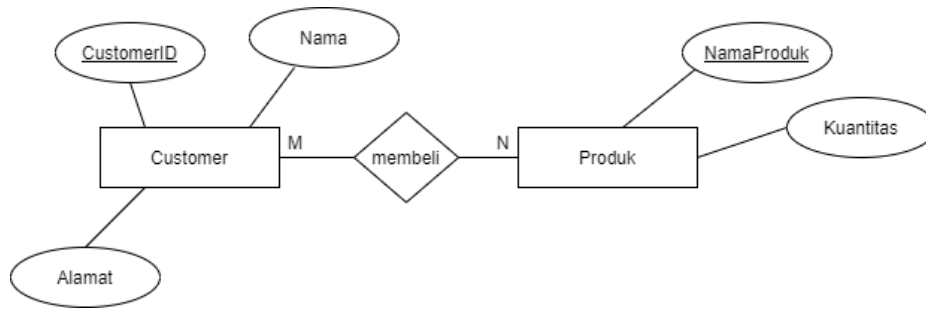 CustomerID
Nama
NamaProduk
Kuantitas
Customer
M
membeli
N
Produk
Alamat